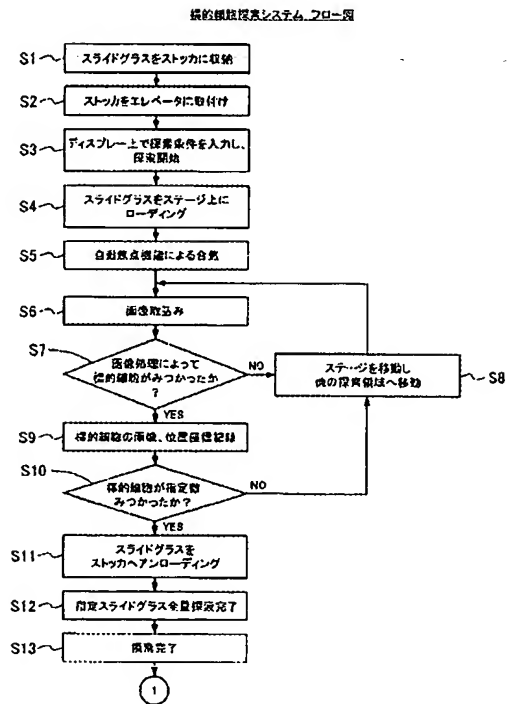 標的細胞探索システム フロー図
S1
スライドグラスをストッカに収納
S2
ストッカをエレベータに取付け
S3
ディスプレー上で探索条件を入力し、
探索開始
S4
スライドグラスをステージ上に
ローディング
S5
自動焦点機能による合焦
S6
画像取込み
S7
画像処理によって
標的細胞がみつかったか
?
NO
ステージを移動し
他の探索領域へ移動
S8
YES
S9
標的細胞の画像、位置座標記録
S10
標的細胞が指定数
みつかったか?
NO
YES
S11
スライドグラスを
ストッカへアンローディング
S12
指定スライドグラス全量探索完了
S13
探索完了
1